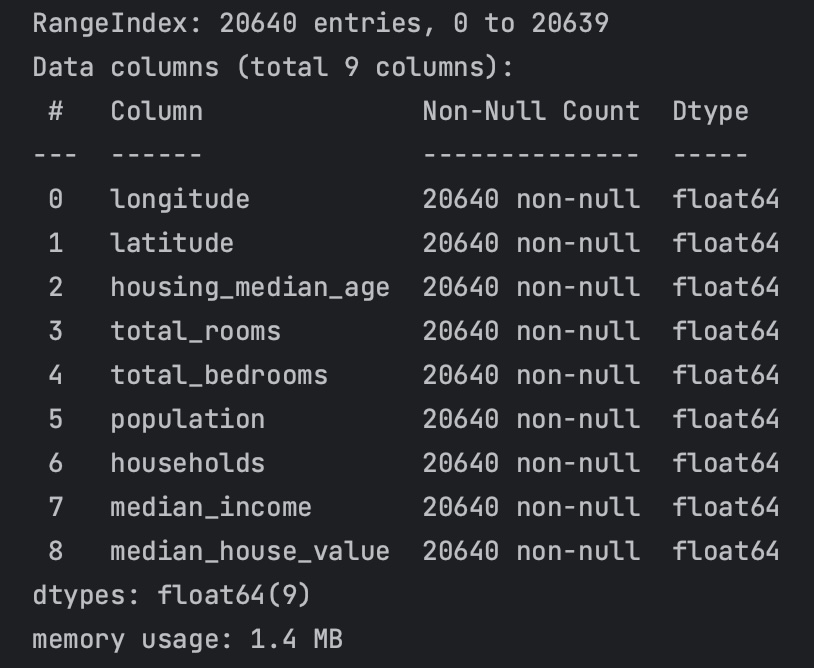 RangeIndex: 20640 entries, 0 to 20639
Data columns (total 9 columns):
 #   Column              Non-Null Count  Dtype
---  ------              --------------  -----
 0   longitude           20640 non-null  float64
 1   latitude            20640 non-null  float64
 2   housing_median_age  20640 non-null  float64
 3   total_rooms         20640 non-null  float64
 4   total_bedrooms      20640 non-null  float64
 5   population          20640 non-null  float64
 6   households          20640 non-null  float64
 7   median_income       20640 non-null  float64
 8   median_house_value  20640 non-null  float64
dtypes: float64(9)
memory usage: 1.4 MB